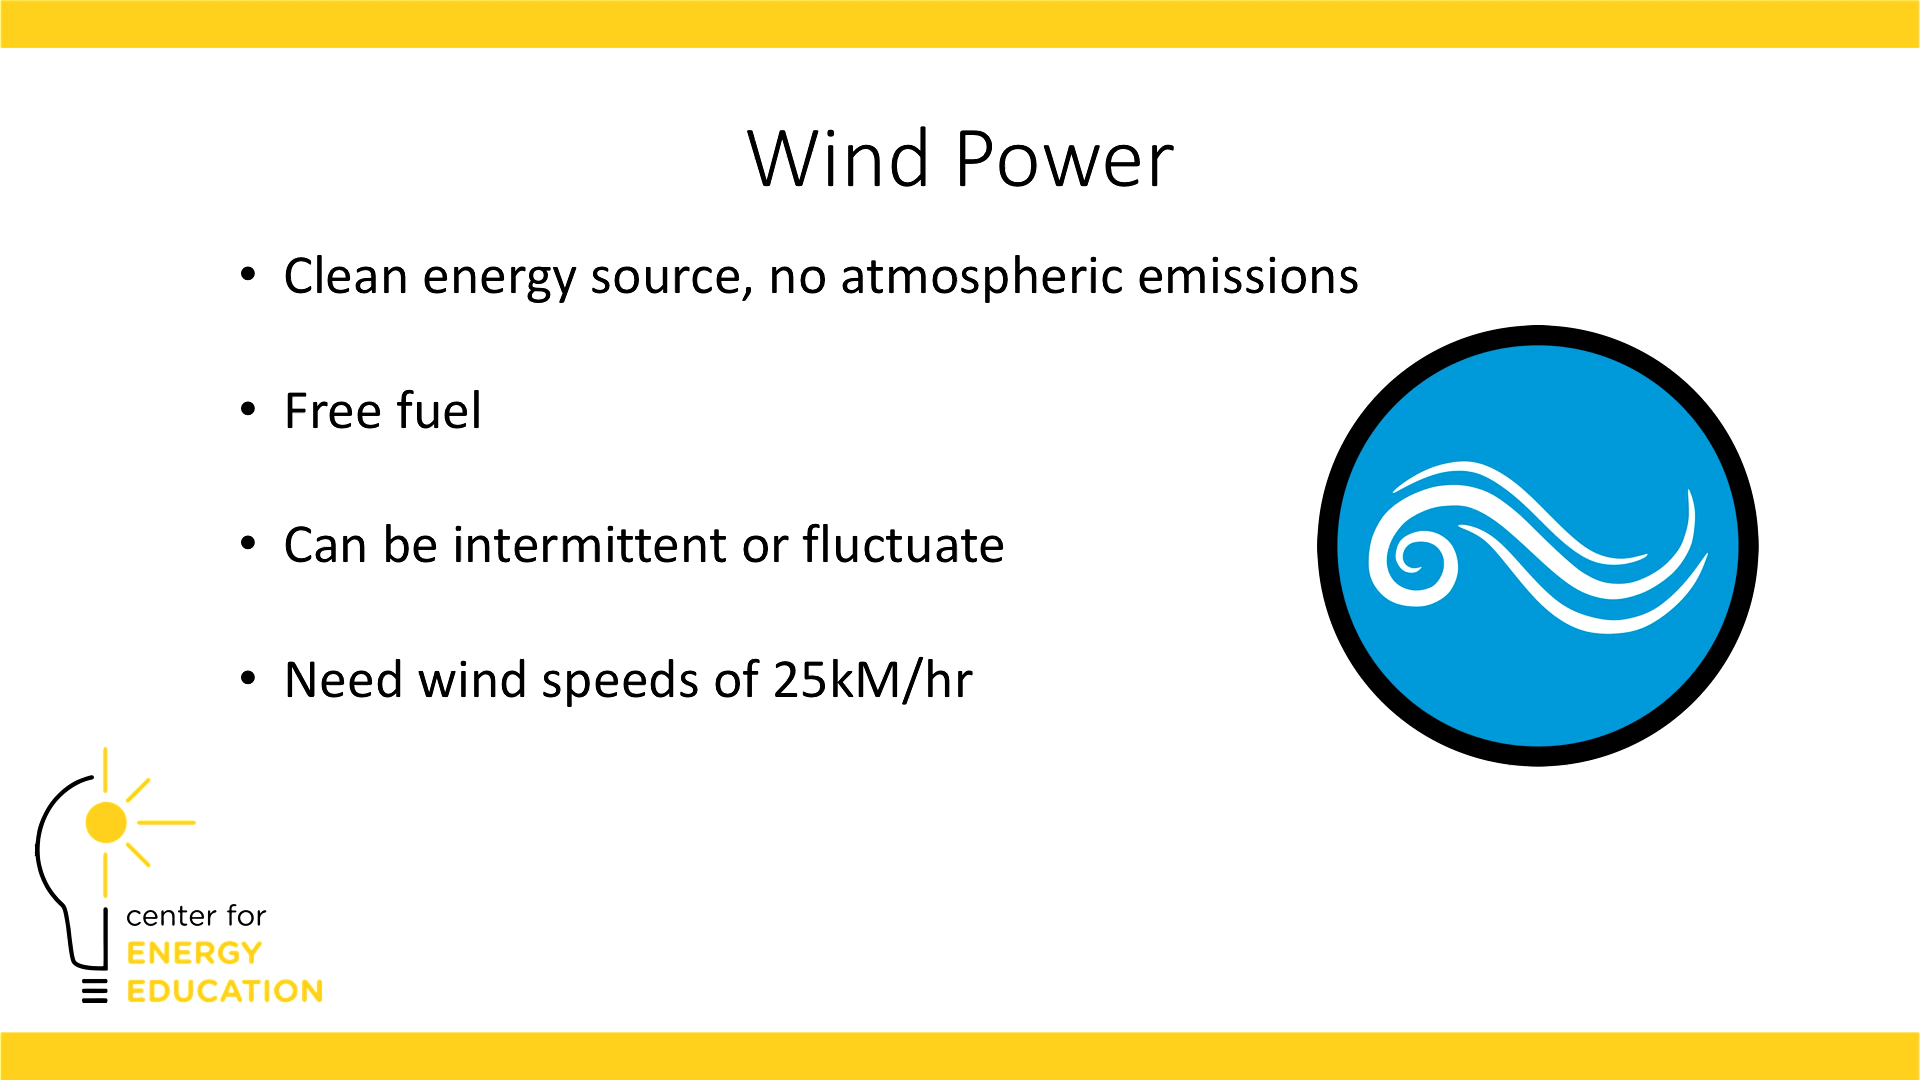 Wind Power
• Clean energy source, no atmospheric emissions
• Free fuel
• Can be intermittent or fluctuate
• Need wind speeds of 25kM/hr
center for
ENERGY
EDUCATION